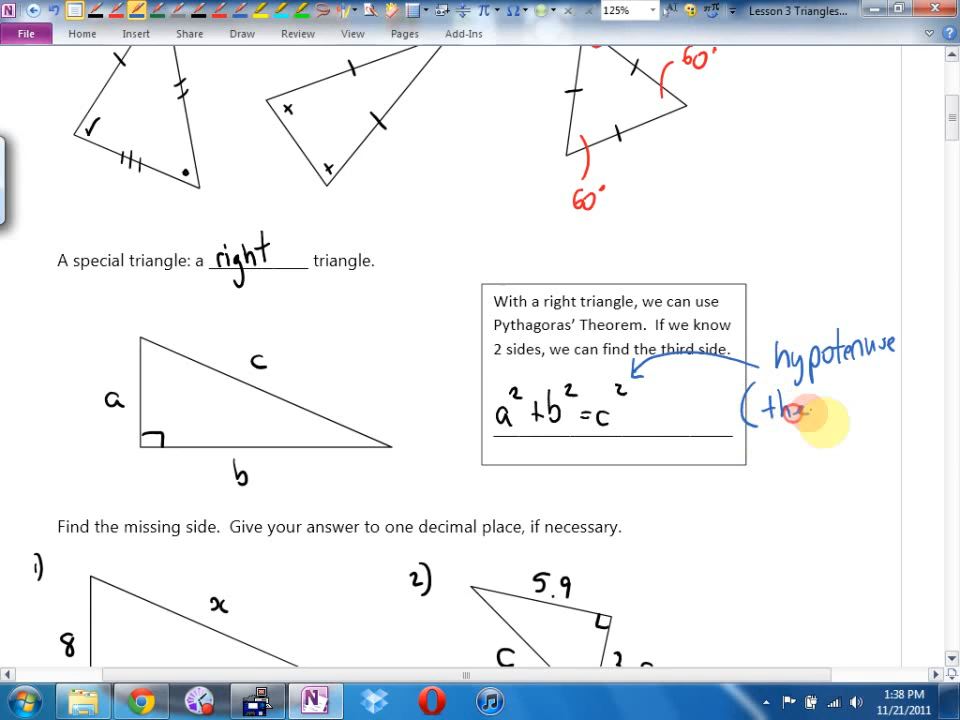 125%
Lesson 3 Triangles...
File Home Insert Share Draw Review View Pages Add-Ins
60°
60°
A special triangle: a right triangle.
With a right triangle, we can use
Pythagoras' Theorem. If we know
2 sides, we can find the third side.
a² + b² = c²
hypotenuse
c
a
b
Find the missing side. Give your answer to one decimal place, if necessary.
1)
x
8
2)
5.9
c
1:38 PM
11/21/2011